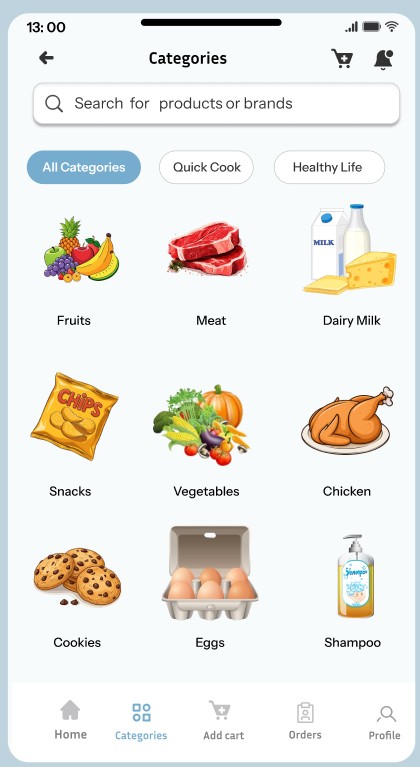 13: 00
Categories
Search for products or brands
All Categories Quick Cook Healthy Life
MILK
Fruits Meat Dairy Milk
CHIPS
Snacks Vegetables Chicken
Shampoo
Cookies Eggs Shampoo
Home Categories Add cart Orders Profile